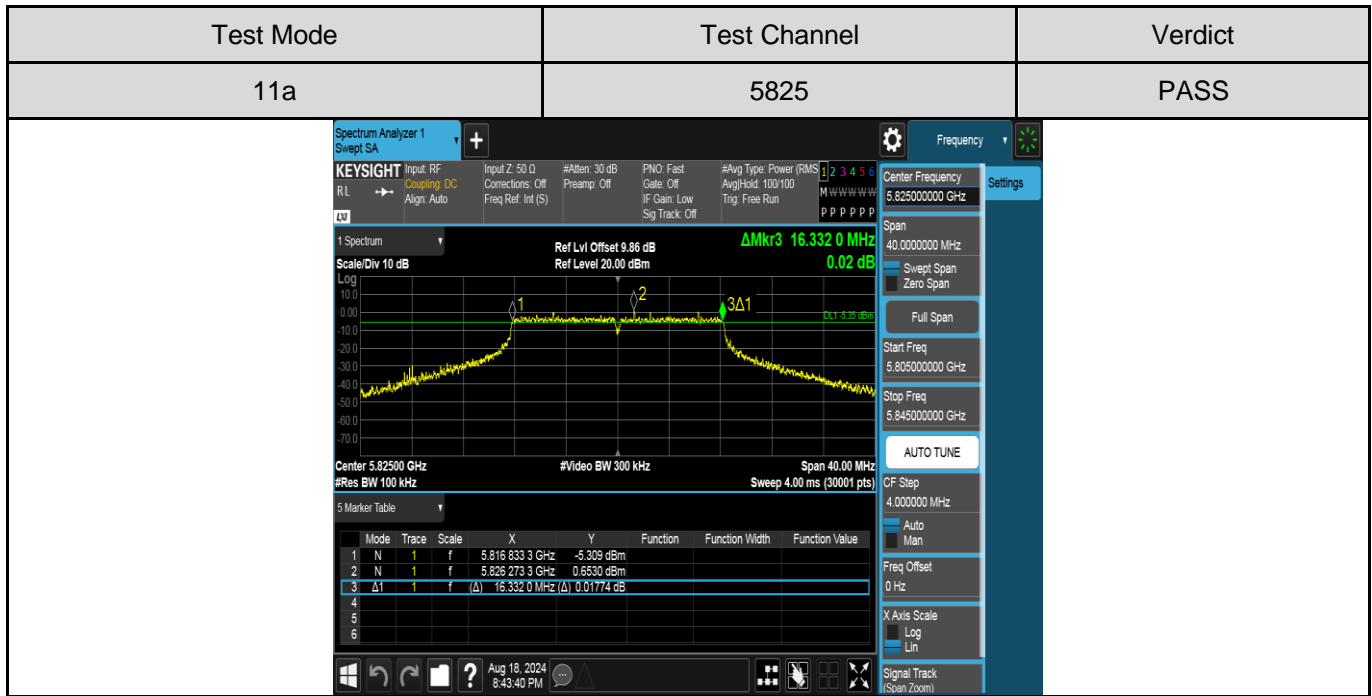 Test Mode Test Channel Verdict
11a 5825 PASS
Spectrum Analyzer 1
Swept SA
Frequency
KEYSIGHT
RL
LXI
Input: RF
Coupling: DC
Align: Auto
Input Z: 50 Ω
Corrections: Off
Freq Ref: Int (S)
#Atten: 30 dB
Preamp: Off
PNO: Fast
Gate: Off
IF Gain: Low
Sig Track: Off
#Avg Type: Power (RMS
Avg|Hold: 100/100
Trig: Free Run
1 2 3 4 5 6
M W W W W W
P P P P P P
1 Spectrum
Scale/Div 10 dB
Ref Lvl Offset 9.86 dB
Ref Level 20.00 dBm
ΔMkr3 16.332 0 MHz
0.02 dB
Log
10.0
0.00
-10.0
-20.0
-30.0
-40.0
-50.0
-60.0
-70.0
1
2
3Δ1
DL1 -5.35 dBm
Center 5.82500 GHz
#Res BW 100 kHz
#Video BW 300 kHz
Span 40.00 MHz
Sweep 4.00 ms (30001 pts)
5 Marker Table
Mode Trace Scale X Y Function Function Width Function Value
1 N 1 f 5.816 833 3 GHz -5.309 dBm
2 N 1 f 5.826 273 3 GHz 0.6530 dBm
3 Δ1 1 f (Δ) 16.332 0 MHz (Δ) 0.01774 dB
4
5
6
?
Aug 18, 2024
8:43:40 PM
Center Frequency
5.825000000 GHz
Settings
Span
40.0000000 MHz
Swept Span
Zero Span
Full Span
Start Freq
5.805000000 GHz
Stop Freq
5.845000000 GHz
AUTO TUNE
CF Step
4.000000 MHz
Auto
Man
Freq Offset
0 Hz
X Axis Scale
Log
Lin
Signal Track
(Span Zoom)